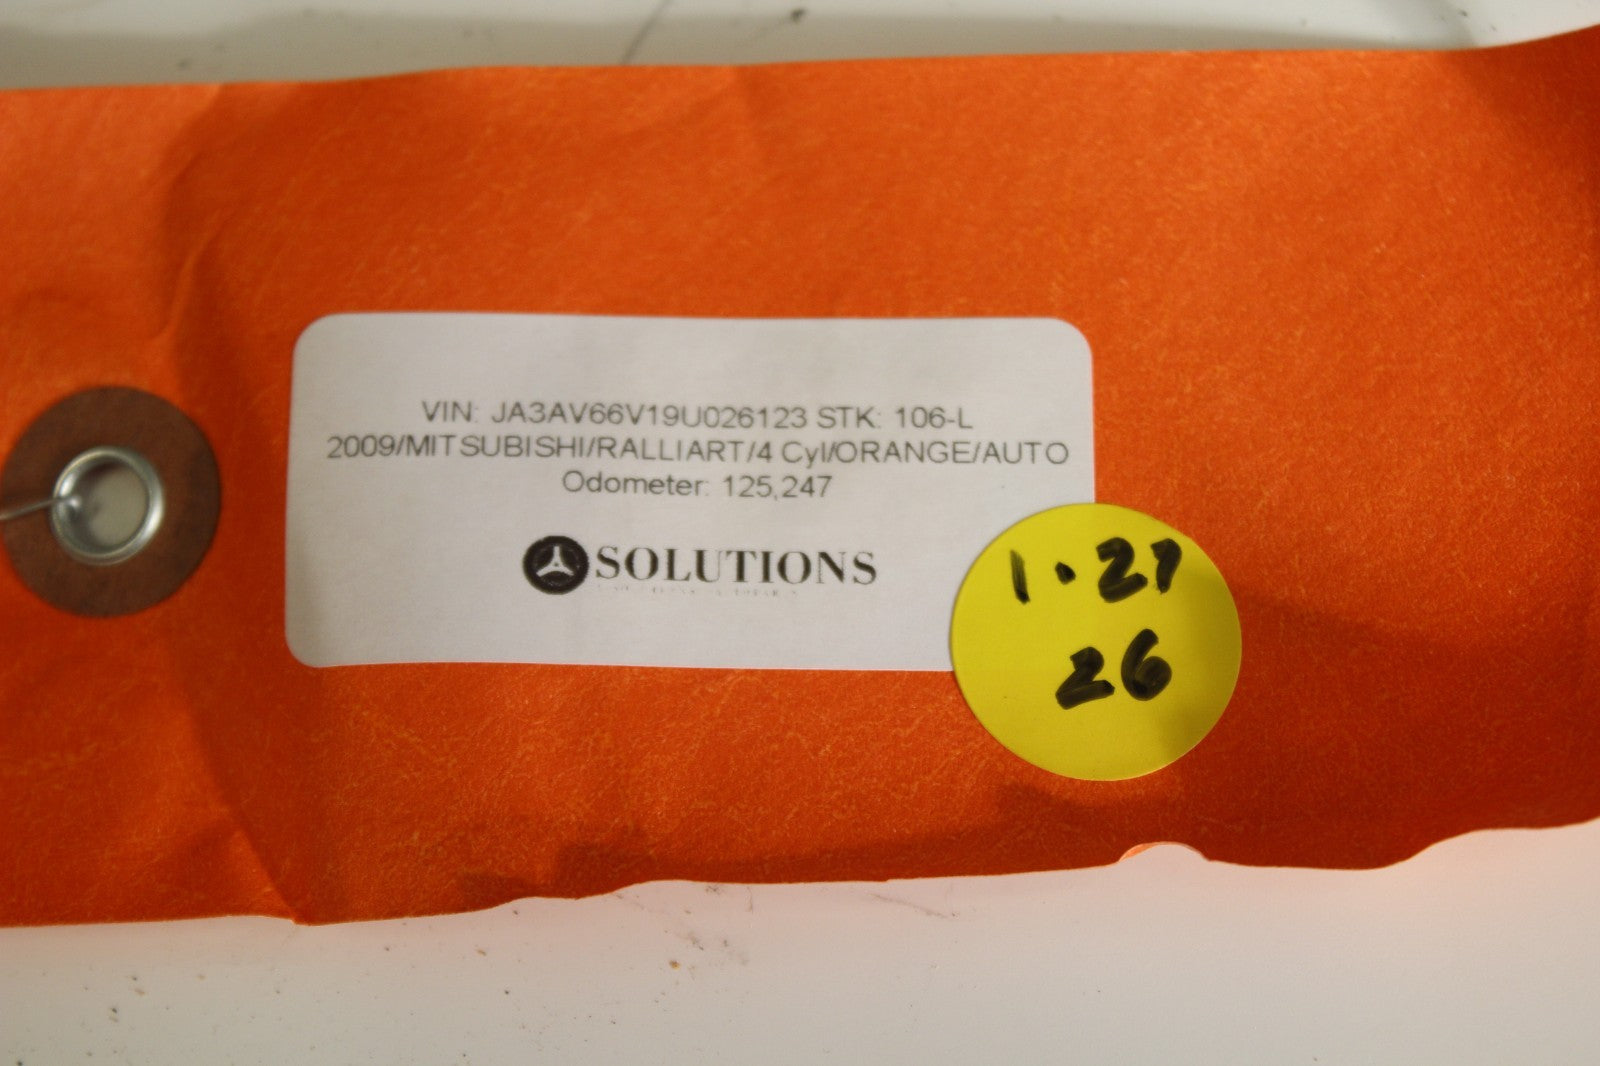 VIN: JA3AV66V19U026123 STK: 106-L
2009/MITSUBISHI/RALLIART/4 Cyl/ORANGE/AUTO
Odometer: 125,247
SOLUTIONS
1.27
26